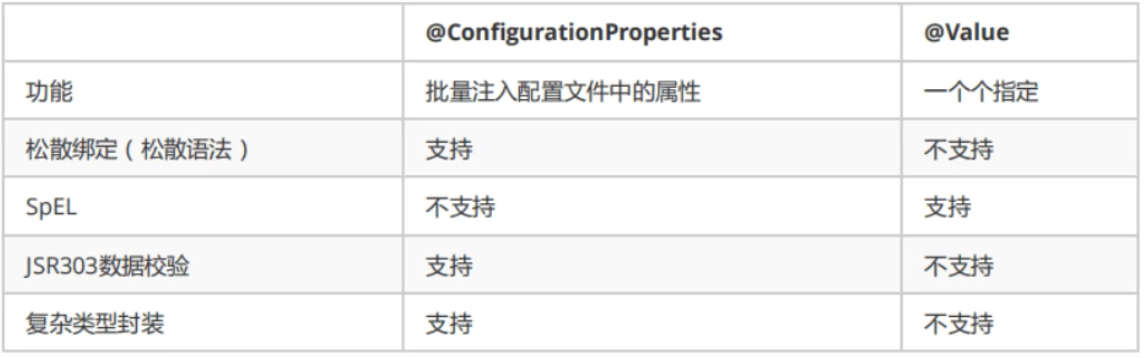 @ConfigurationProperties @Value
功能 批量注入配置文件中的属性 一个个指定
松散绑定（松散语法） 支持 不支持
SpEL 不支持 支持
JSR303数据校验 支持 不支持
复杂类型封装 支持 不支持